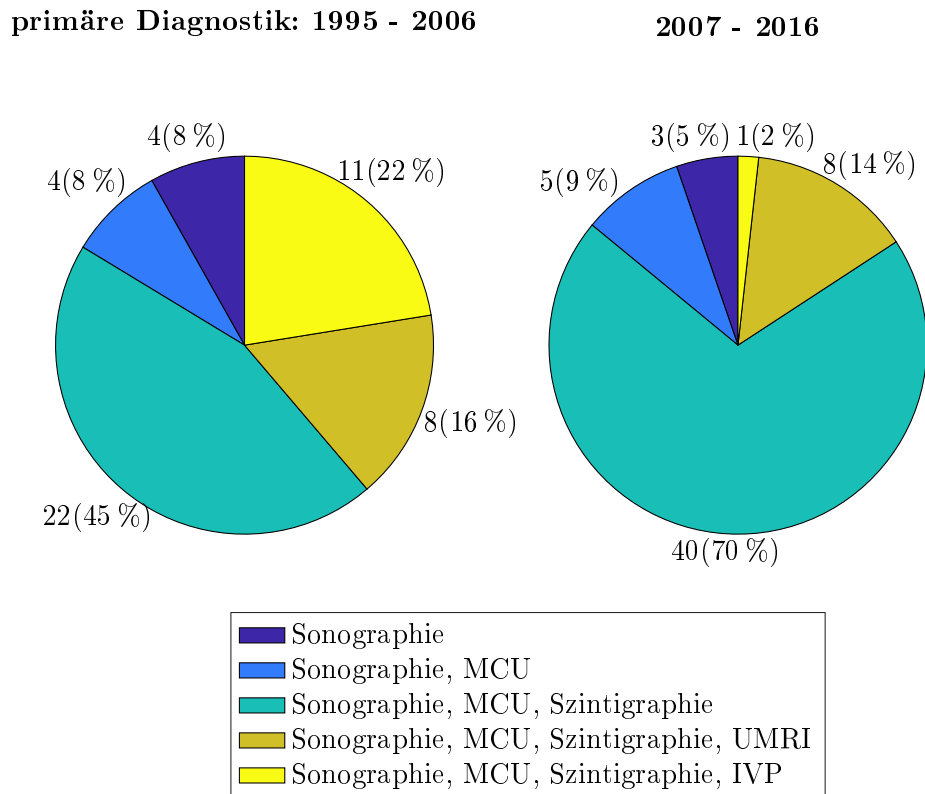 primäre Diagnostik: 1995 - 2006
2007 - 2016
4(8 %)
4(8 %)
11(22 %)
8(16 %)
22(45 %)
3(5 %)
1(2 %)
8(14 %)
5(9 %)
40(70 %)
Sonographie
Sonographie, MCU
Sonographie, MCU, Szintigraphie
Sonographie, MCU, Szintigraphie, UMRI
Sonographie, MCU, Szintigraphie, IVP